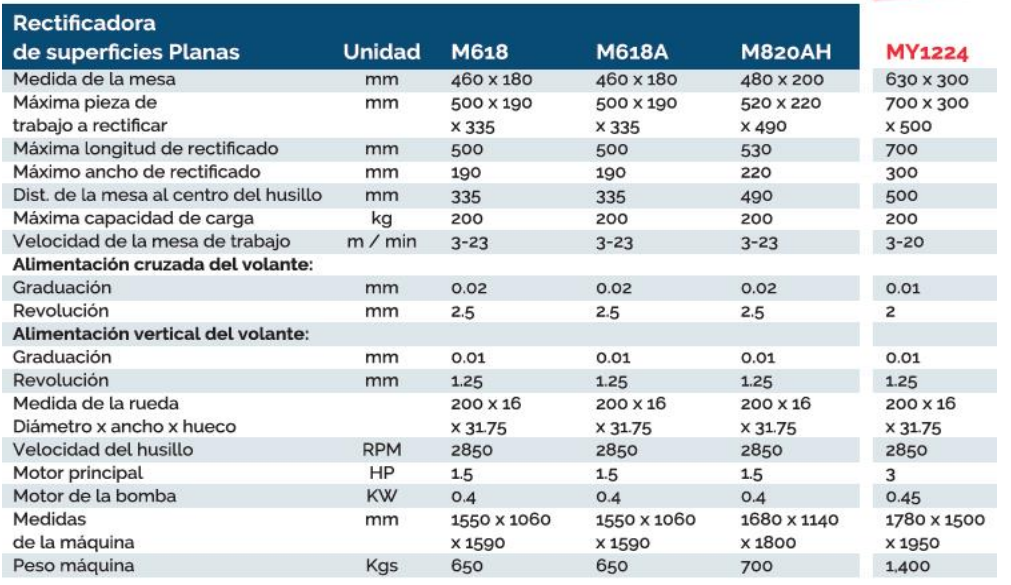 Rectificadora
de superficies Planas Unidad M618 M618A M820AH MY1224
Medida de la mesa mm 460 x 180 460 x 180 480 x 200 630 x 300
Máxima pieza de mm 500 x 190 500 x 190 520 x 220 700 x 300
trabajo a rectificar x 335 x 335 x 490 x 500
Máxima longitud de rectificado mm 500 500 530 700
Máximo ancho de rectificado mm 190 190 220 300
Dist. de la mesa al centro del husillo mm 335 335 490 500
Máxima capacidad de carga kg 200 200 200 200
Velocidad de la mesa de trabajo m / min 3-23 3-23 3-23 3-20
Alimentación cruzada del volante:
Graduación mm 0.02 0.02 0.02 0.01
Revolución mm 2.5 2.5 2.5 2
Alimentación vertical del volante:
Graduación mm 0.01 0.01 0.01 0.01
Revolución mm 1.25 1.25 1.25 1.25
Medida de la rueda 200 x 16 200 x 16 200 x 16 200 x 16
Diámetro x ancho x hueco x 31.75 x 31.75 x 31.75 x 31.75
Velocidad del husillo RPM 2850 2850 2850 2850
Motor principal HP 1.5 1.5 1.5 3
Motor de la bomba KW 0.4 0.4 0.4 0.45
Medidas mm 1550 x 1060 1550 x 1060 1680 x 1140 1780 x 1500
de la máquina x 1590 x 1590 x 1800 x 1950
Peso máquina Kgs 650 650 700 1,400